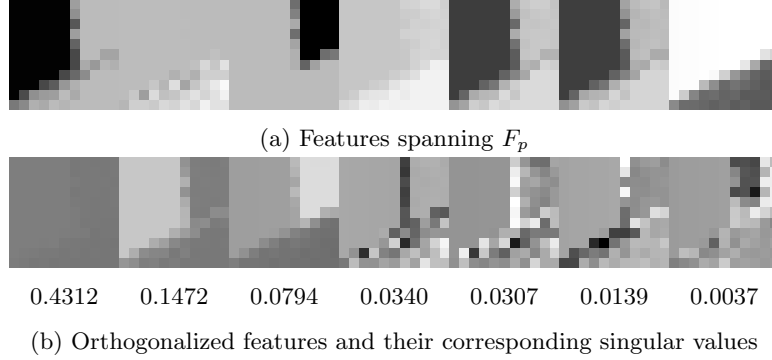 (a) Features spanning F_p
0.4312 0.1472 0.0794 0.0340 0.0307 0.0139 0.0037
(b) Orthogonalized features and their corresponding singular values